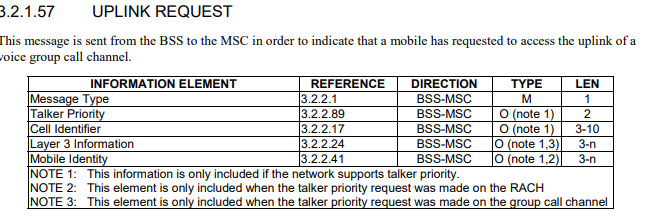 3.2.1.57 UPLINK REQUEST
This message is sent from the BSS to the MSC in order to indicate that a mobile has requested to access the uplink of a
voice group call channel.
INFORMATION ELEMENT REFERENCE DIRECTION TYPE LEN
Message Type 3.2.2.1 BSS-MSC M 1
Talker Priority 3.2.2.89 BSS-MSC O (note 1) 2
Cell Identifier 3.2.2.17 BSS-MSC O (note 1) 3-10
Layer 3 Information 3.2.2.24 BSS-MSC O (note 1,3) 3-n
Mobile Identity 3.2.2.41 BSS-MSC O (note 1,2) 3-n
NOTE 1: This information is only included if the network supports talker priority.
NOTE 2: This element is only included when the talker priority request was made on the RACH
NOTE 3: This element is only included when the talker priority request was made on the group call channel